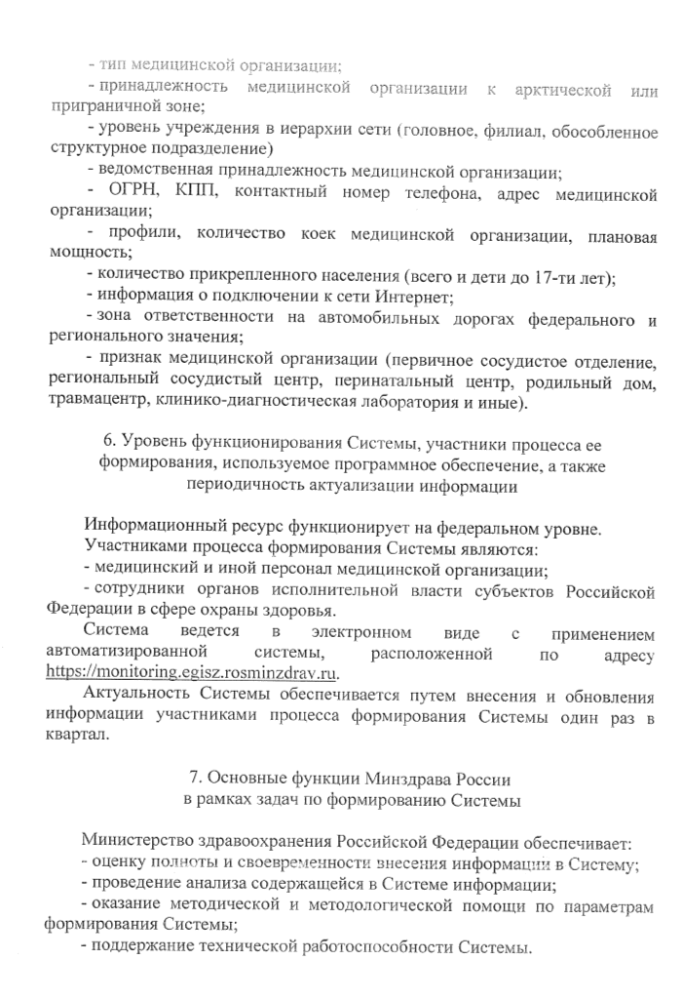 - тип медицинской организации;
- принадлежность медицинской организации к арктической или
приграничной зоне;
- уровень учреждения в иерархии сети (головное, филиал, обособленное
структурное подразделение)
- ведомственная принадлежность медицинской организации;
- ОГРН, КПП, контактный номер телефона, адрес медицинской
организации;
- профили, количество коек медицинской организации, плановая
мощность;
- количество прикрепленного населения (всего и дети до 17-ти лет);
- информация о подключении к сети Интернет;
- зона ответственности на автомобильных дорогах федерального и
регионального значения;
- признак медицинской организации (первичное сосудистое отделение,
региональный сосудистый центр, перинатальный центр, родильный дом,
травмацентр, клинико-диагностическая лаборатория и иные).
6. Уровень функционирования Системы, участники процесса ее
формирования, используемое программное обеспечение, а также
периодичность актуализации информации
Информационный ресурс функционирует на федеральном уровне.
Участниками процесса формирования Системы являются:
- медицинский и иной персонал медицинской организации;
- сотрудники органов исполнительной власти субъектов Российской
Федерации в сфере охраны здоровья.
Система ведется в электронном виде с применением
автоматизированной системы, расположенной по адресу
https://monitoring.egisz.rosminzdrav.ru.
Актуальность Системы обеспечивается путем внесения и обновления
информации участниками процесса формирования Системы один раз в
квартал.
7. Основные функции Минздрава России
в рамках задач по формированию Системы
Министерство здравоохранения Российской Федерации обеспечивает:
- оценку полноты и своевременности внесения информации в Систему;
- проведение анализа содержащейся в Системе информации;
- оказание методической и методологической помощи по параметрам
формирования Системы;
- поддержание технической работоспособности Системы.